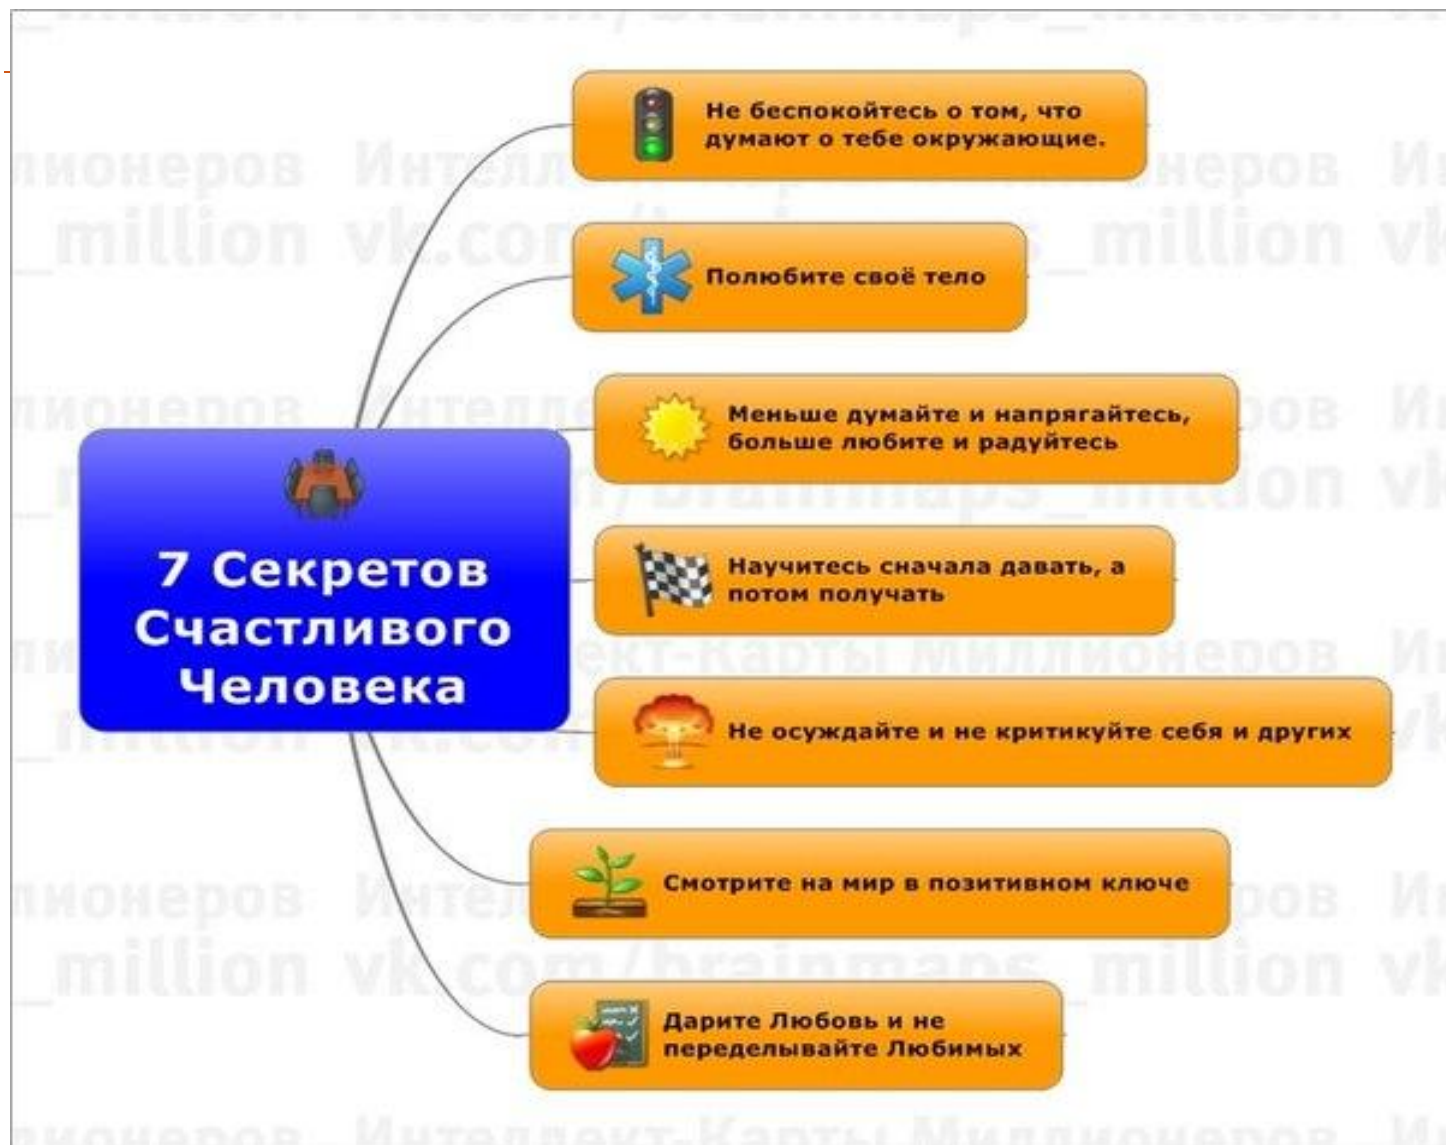 Не беспокойтесь о том, что
думают о тебе окружающие.
Полюбите своё тело
Меньше думайте и напрягайтесь,
больше любите и радуйтесь
7 Секретов
Счастливого
Человека
Научитесь сначала давать, а
потом получать
Не осуждайте и не критикуйте себя и других
Смотрите на мир в позитивном ключе
Дарите Любовь и не
переделывайте Любимых